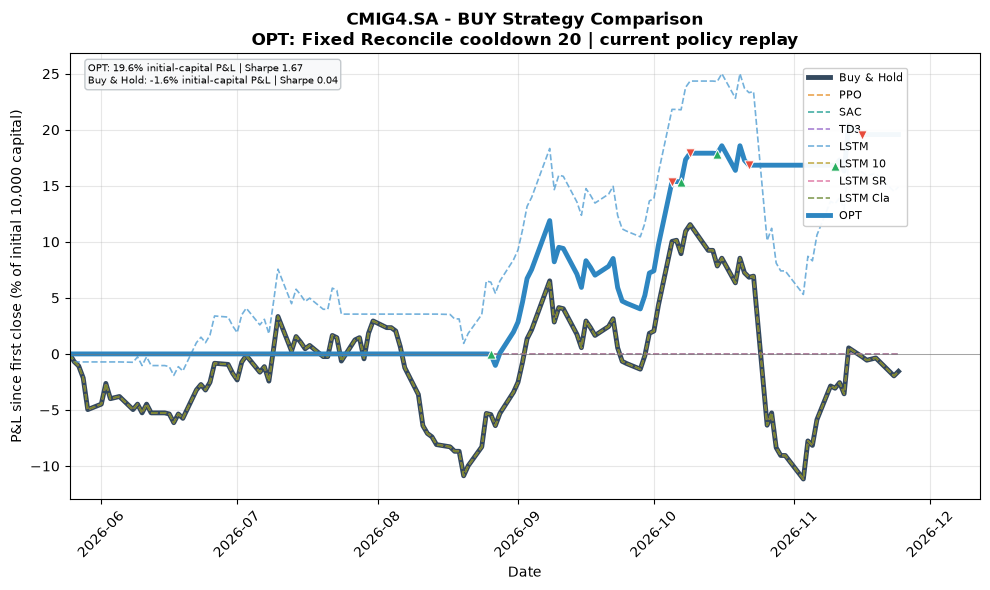 CMIG4.SA - BUY Strategy Comparison
OPT: Fixed Reconcile cooldown 20 | current policy replay
OPT: 19.6% initial-capital P&L | Sharpe 1.67
Buy & Hold: -1.6% initial-capital P&L | Sharpe 0.04
Buy & Hold
PPO
SAC
TD3
LSTM
LSTM 10
LSTM SR
LSTM Cla
OPT
P&L since first close (% of initial 10,000 capital)
25
20
15
10
5
0
−5
−10
2026-06
2026-07
2026-08
2026-09
2026-10
2026-11
2026-12
Date